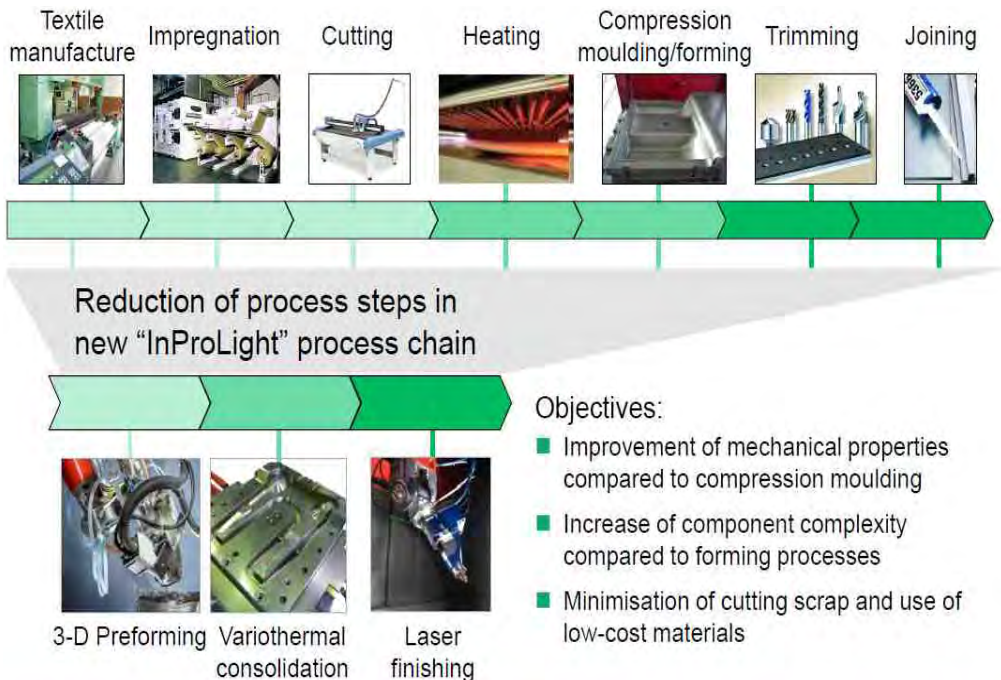 Textile
manufacture
Impregnation
Cutting
Heating
Compression
moulding/forming
Trimming
Joining
Reduction of process steps in
new “InProLight” process chain
3-D Preforming
Variothermal
consolidation
Laser
finishing
Objectives:
Improvement of mechanical properties
compared to compression moulding
Increase of component complexity
compared to forming processes
Minimisation of cutting scrap and use of
low-cost materials